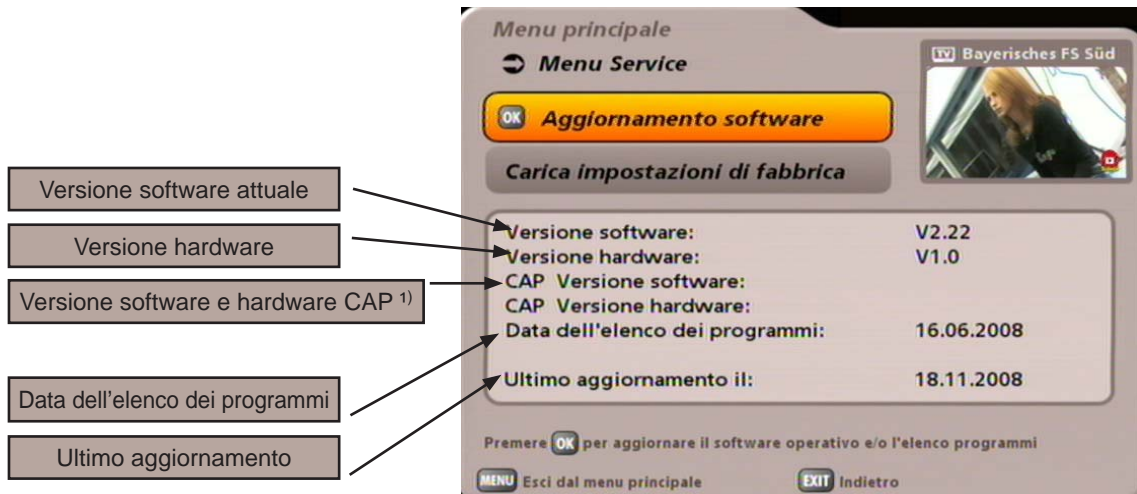 Versione software attuale
Versione hardware
Versione software e hardware CAP 1)
Data dell'elenco dei programmi
Ultimo aggiornamento
Menu principale
Menu Service
TV Bayerisches FS Süd
OK Aggiornamento software
Carica impostazioni di fabbrica
Versione software: V2.22
Versione hardware: V1.0
CAP Versione software:
CAP Versione hardware:
Data dell'elenco dei programmi: 16.06.2008
Ultimo aggiornamento il: 18.11.2008
Premere OK per aggiornare il software operativo e/o l'elenco programmi
MENU Esci dal menu principale EXIT Indietro